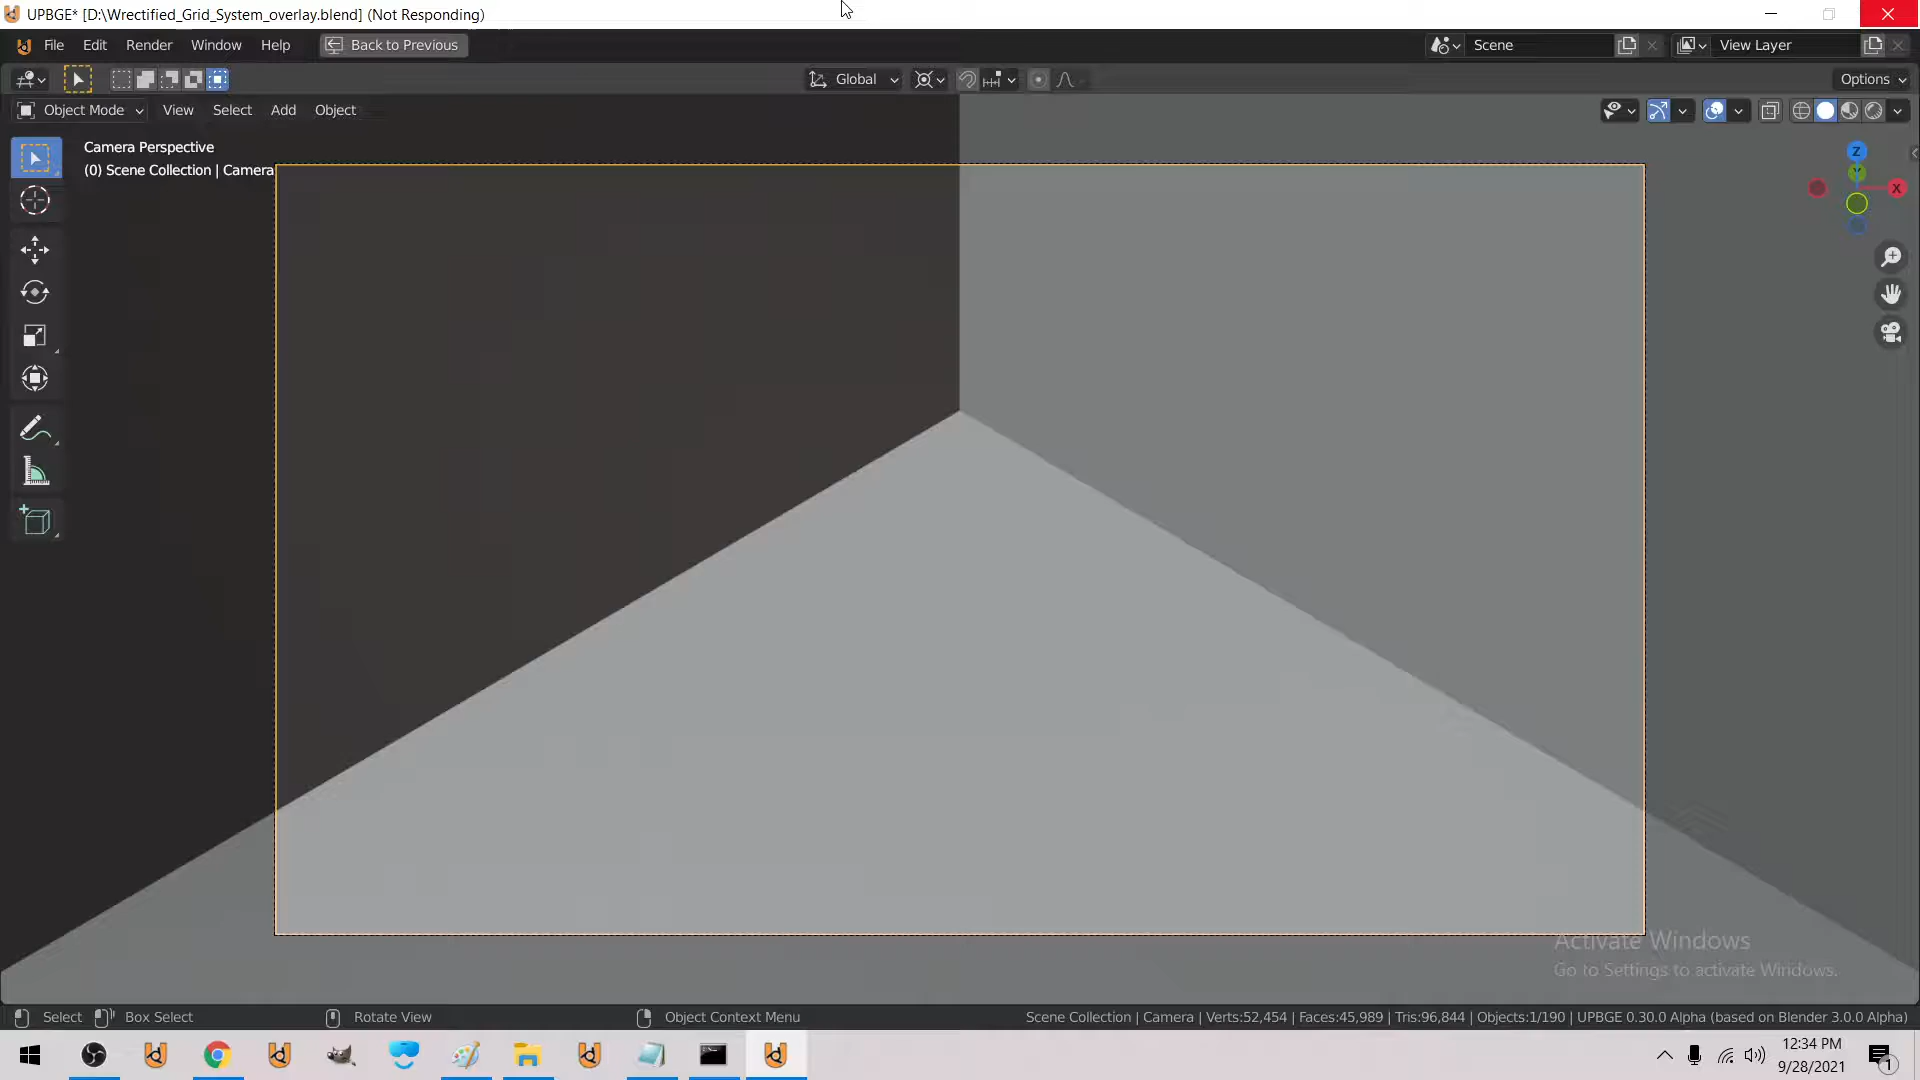 UPBGE* [D:\Wrectified_Grid_System_overlay.blend] (Not Responding)
File Edit Render Window Help Back to Previous Scene View Layer
Global Options
Object Mode View Select Add Object
Camera Perspective
(0) Scene Collection | Camera
Z
Y
X
Activate Windows
Go to Settings to activate Windows.
Select Box Select Rotate View Object Context Menu Scene Collection | Camera | Verts:52,454 | Faces:45,989 | Tris:96,844 | Objects:1/190 | UPBGE 0.30.0 Alpha (based on Blender 3.0.0 Alpha)
12:34 PM
9/28/2021
1